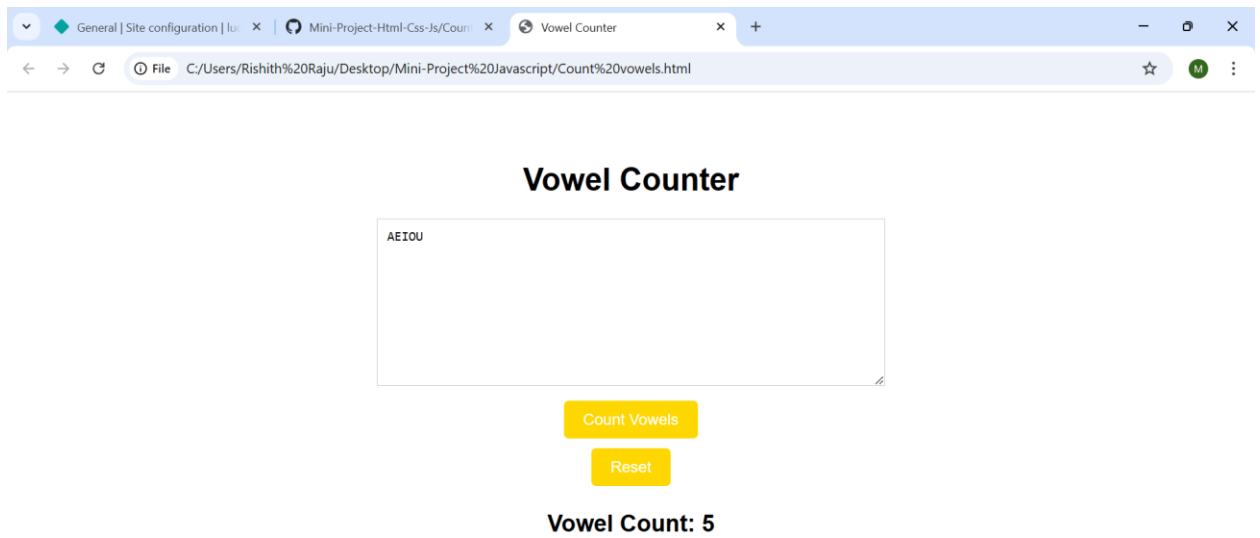 General | Site configuration | lu
Mini-Project-Html-Css-Js/Coun
Vowel Counter
File C:/Users/Rishith%20Raju/Desktop/Mini-Project%20Javascript/Count%20vowels.html
M
Vowel Counter
AEIOU
Count Vowels
Reset
Vowel Count: 5